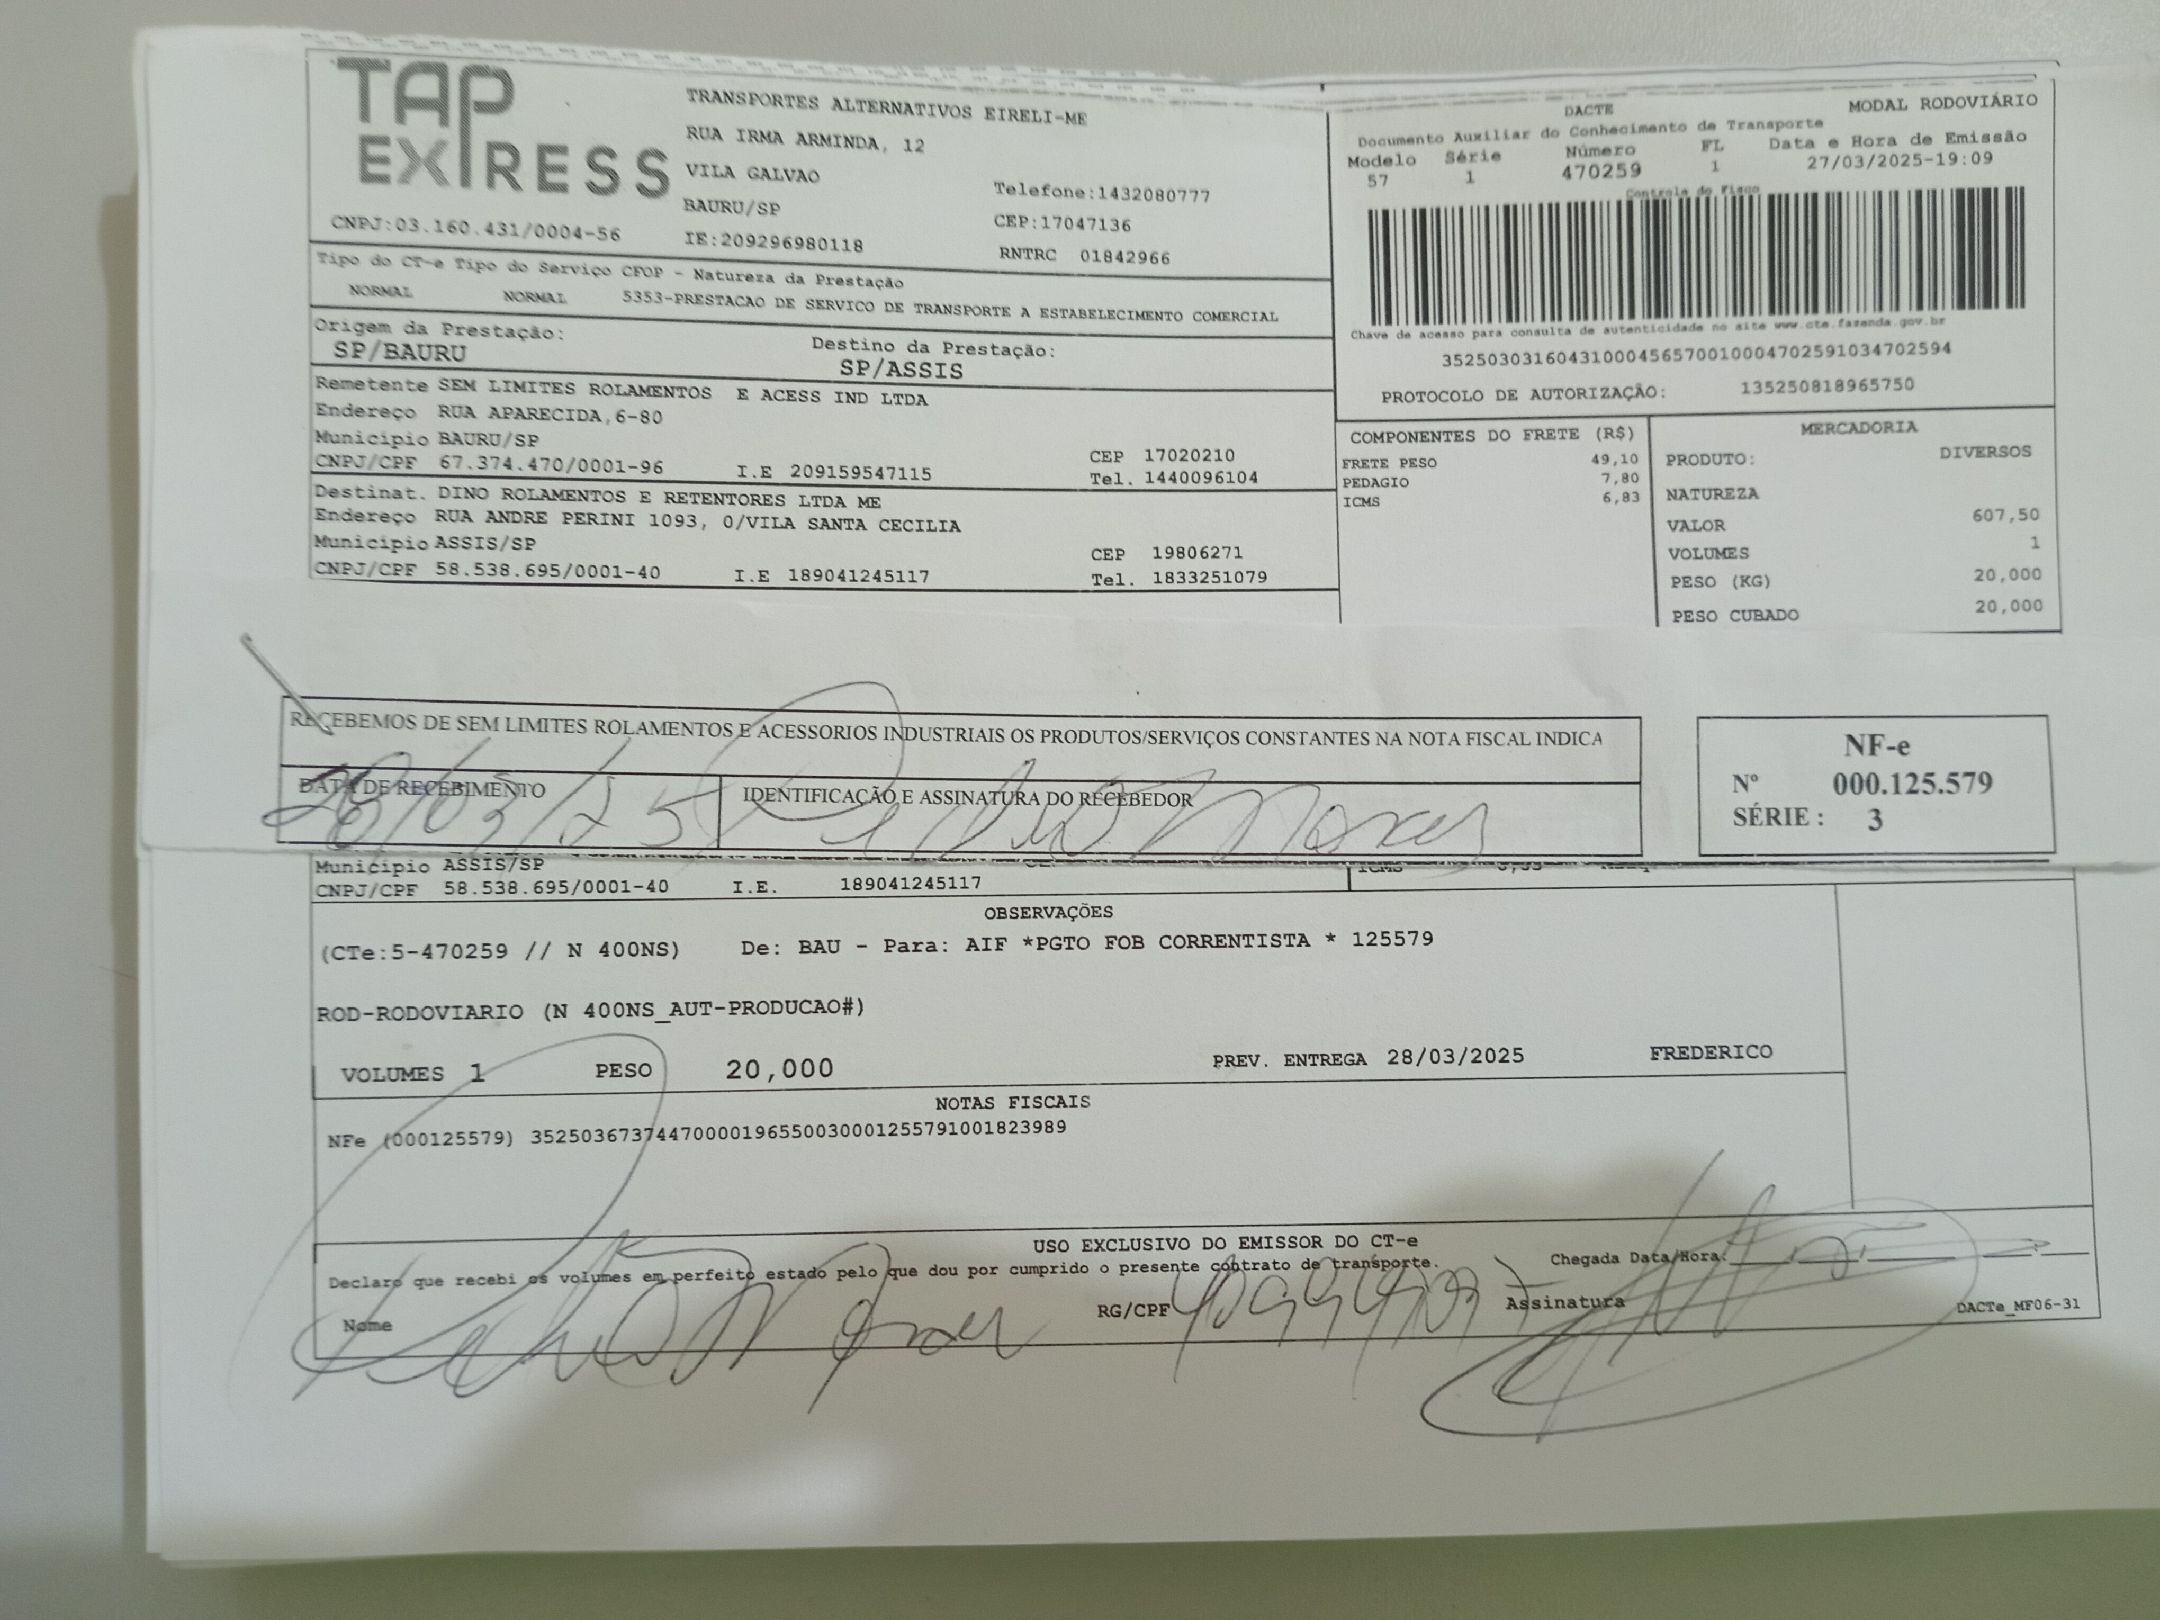 TAP EXPRESS
TRANSPORTES ALTERNATIVOS EIRELI-ME
RUA IRMA ARMINDA, 12
VILA GALVAO
BAURU/SP
Telefone:1432080777
CEP:17047136
CNPJ:03.160.431/0004-56
IE:209296980118
RNTRC 01842966
Tipo do CT-e Tipo do Serviço CFOP - Natureza da Prestação
NORMAL NORMAL 5353-PRESTACAO DE SERVICO DE TRANSPORTE A ESTABELECIMENTO COMERCIAL
Origem da Prestação:
SP/BAURU
Destino da Prestação:
SP/ASSIS
Remetente SEM LIMITES ROLAMENTOS E ACESS IND LTDA
Endereço RUA APARECIDA,6-80
Municipio BAURU/SP
CEP 17020210
CNPJ/CPF 67.374.470/0001-96 I.E 209159547115 Tel. 1440096104
Destinat. DINO ROLAMENTOS E RETENTORES LTDA ME
Endereço RUA ANDRE PERINI 1093, 0/VILA SANTA CECILIA
Municipio ASSIS/SP
CEP 19806271
CNPJ/CPF 58.538.695/0001-40 I.E 189041245117 Tel. 1833251079
DACTE MODAL RODOVIÁRIO
Documento Auxiliar do Conhecimento de Transporte
Modelo Série Número FL Data e Hora de Emissão
57 1 470259 1 27/03/2025-19:09
Controle do Fisco
Chave de acesso para consulta de autenticidade no site www.cte.fazenda.gov.br
35250303160431000456570010004702591034702594
PROTOCOLO DE AUTORIZAÇÃO: 135250818965750
COMPONENTES DO FRETE (R$)
FRETE PESO 49,10
PEDAGIO 7,80
ICMS 6,83
MERCADORIA
PRODUTO: DIVERSOS
NATUREZA
VALOR 607,50
VOLUMES 1
PESO (KG) 20,000
PESO CUBADO 20,000
RECEBEMOS DE SEM LIMITES ROLAMENTOS E ACESSORIOS INDUSTRIAIS OS PRODUTOS/SERVIÇOS CONSTANTES NA NOTA FISCAL INDICA
DATA DE RECEBIMENTO
28/03/25
IDENTIFICAÇÃO E ASSINATURA DO RECEBEDOR
NF-e
Nº 000.125.579
SÉRIE : 3
Municipio ASSIS/SP
CNPJ/CPF 58.538.695/0001-40 I.E. 189041245117
ICMS
OBSERVAÇÕES
(CTe:5-470259 // N 400NS) De: BAU - Para: AIF *PGTO FOB CORRENTISTA * 125579
ROD-RODOVIARIO (N 400NS_AUT-PRODUCAO#)
VOLUMES 1 PESO 20,000 PREV. ENTREGA 28/03/2025 FREDERICO
NOTAS FISCAIS
NFe (000125579) 35250367374470000196550030001255791001823989
USO EXCLUSIVO DO EMISSOR DO CT-e
Declaro que recebi os volumes em perfeito estado pelo que dou por cumprido o presente contrato de transporte.
Chegada Data/Hora:
Nome
RG/CPF
Assinatura
DACTe_MF06-31